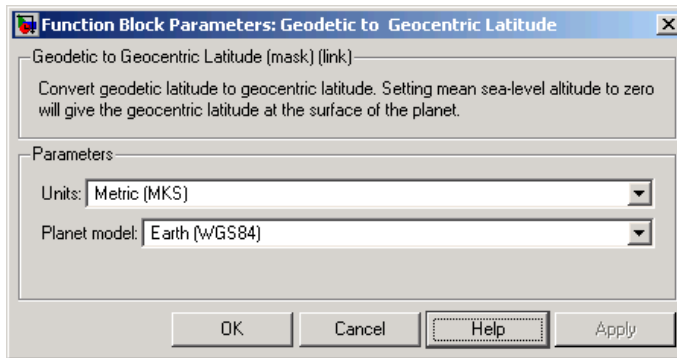 Function Block Parameters: Geodetic to  Geocentric Latitude
Geodetic to Geocentric Latitude (mask) (link)
Convert geodetic latitude to geocentric latitude. Setting mean sea-level altitude to zero
will give the geocentric latitude at the surface of the planet.
Parameters
Units: Metric (MKS)
Planet model: Earth (WGS84)
OK Cancel Help Apply